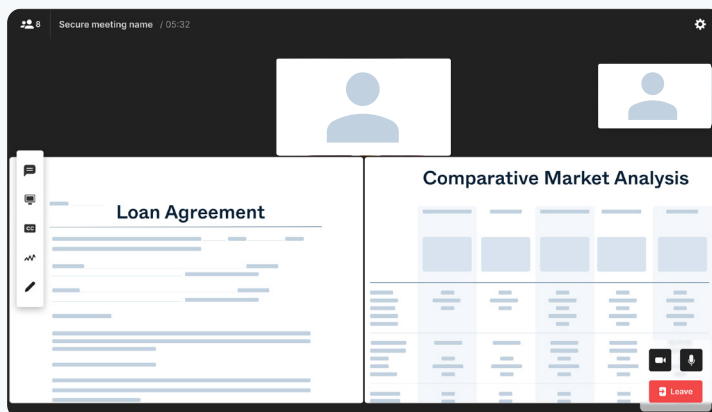 8 Secure meeting name / 05:32
Comparative Market Analysis
Loan Agreement
CC
Leave